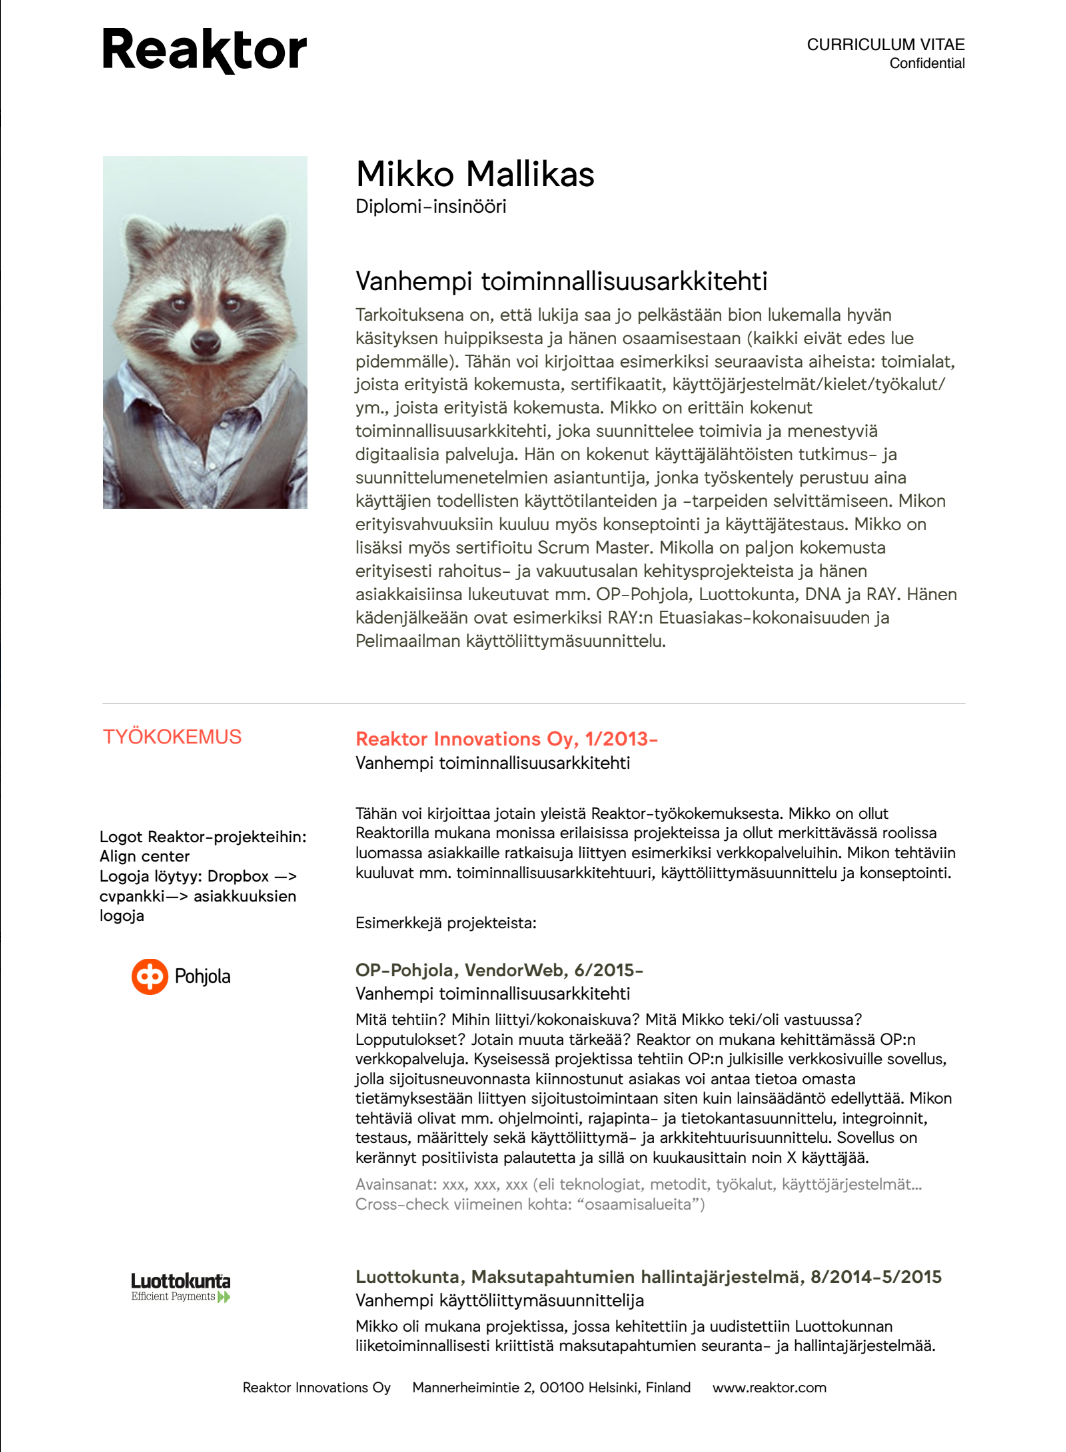 Reaktor
CURRICULUM VITAE
Confidential
Mikko Mallikas
Diplomi-insinööri
Vanhempi toiminnallisuusarkkitehti
Tarkoituksena on, että lukija saa jo pelkästään bion lukemalla hyvän
käsityksen huippiksesta ja hänen osaamisestaan (kaikki eivät edes lue
pidemmälle). Tähän voi kirjoittaa esimerkiksi seuraavista aiheista: toimialat,
joista erityistä kokemusta, sertifikaatit, käyttöjärjestelmät/kielet/työkalut/
ym., joista erityistä kokemusta. Mikko on erittäin kokenut
toiminnallisuusarkkitehti, joka suunnittelee toimivia ja menestyviä
digitaalisia palveluja. Hän on kokenut käyttäjälähtöisten tutkimus- ja
suunnittelumenetelmien asiantuntija, jonka työskentely perustuu aina
käyttäjien todellisten käyttötilanteiden ja -tarpeiden selvittämiseen. Mikon
erityisvahvuuksiin kuuluu myös konseptointi ja käyttäjätestaus. Mikko on
lisäksi myös sertifioitu Scrum Master. Mikolla on paljon kokemusta
erityisesti rahoitus- ja vakuutusalan kehitysprojekteista ja hänen
asiakkaisiinsa lukeutuvat mm. OP-Pohjola, Luottokunta, DNA ja RAY. Hänen
kädenjälkeään ovat esimerkiksi RAY:n Etuasiakas-kokonaisuuden ja
Pelimaailman käyttöliittymäsuunnittelu.
TYÖKOKEMUS
Reaktor Innovations Oy, 1/2013-
Vanhempi toiminnallisuusarkkitehti
Tähän voi kirjoittaa jotain yleistä Reaktor-työkokemuksesta. Mikko on ollut
Reaktorilla mukana monissa erilaisissa projekteissa ja ollut merkittävässä roolissa
luomassa asiakkaille ratkaisuja liittyen esimerkiksi verkkopalveluihin. Mikon tehtäviin
kuuluvat mm. toiminnallisuusarkkitehtuuri, käyttöliittymäsuunnittelu ja konseptointi.
Logot Reaktor-projekteihin:
Align center
Logoja löytyy: Dropbox —>
cvpankki—> asiakkuuksien
logoja
Esimerkkejä projekteista:
Pohjola
OP-Pohjola, VendorWeb, 6/2015-
Vanhempi toiminnallisuusarkkitehti
Mitä tehtiin? Mihin liittyi/kokonaiskuva? Mitä Mikko teki/oli vastuussa?
Lopputulokset? Jotain muuta tärkeää? Reaktor on mukana kehittämässä OP:n
verkkopalveluja. Kyseisessä projektissa tehtiin OP:n julkisille verkkosivuille sovellus,
jolla sijoitusneuvonnasta kiinnostunut asiakas voi antaa tietoa omasta
tietämyksestään liittyen sijoitustoimintaan siten kuin lainsäädäntö edellyttää. Mikon
tehtäviä olivat mm. ohjelmointi, rajapinta- ja tietokantasuunnittelu, integroinnit,
testaus, määrittely sekä käyttöliittymä- ja arkkitehtuurisuunnittelu. Sovellus on
kerännyt positiivista palautetta ja sillä on kuukausittain noin X käyttäjää.
Avainsanat: xxx, xxx, xxx (eli teknologiat, metodit, työkalut, käyttöjärjestelmät...
Cross-check viimeinen kohta: “osaamisalueita”)
Luottokunta
Efficient Payments
Luottokunta, Maksutapahtumien hallintajärjestelmä, 8/2014-5/2015
Vanhempi käyttöliittymäsuunnittelija
Mikko oli mukana projektissa, jossa kehitettiin ja uudistettiin Luottokunnan
liiketoiminnallisesti kriittistä maksutapahtumien seuranta- ja hallintajärjestelmää.
Reaktor Innovations Oy Mannerheimintie 2, 00100 Helsinki, Finland www.reaktor.com